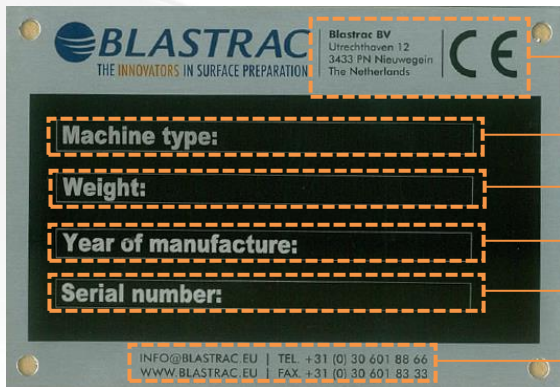 BLASTRAC
THE INNOVATORS IN SURFACE PREPARATION
Blastrac BV
Utrechthaven 12
3433 PN Nieuwegein
The Netherlands
CE
Machine type:
Weight:
Year of manufacture:
Serial number:
INFO@BLASTRAC.EU | TEL. +31 (0) 30 601 88 66
WWW.BLASTRAC.EU | FAX. +31 (0) 30 601 83 33